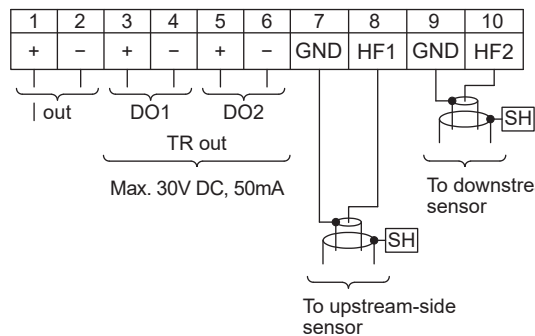 1 2 3 4 5 6 7 8 9 10
+ − + − + − GND HF1 GND HF2
I out DO1 DO2
SH
TR out
Max. 30V DC, 50mA
To downstre
sensor
SH
To upstream-side
sensor